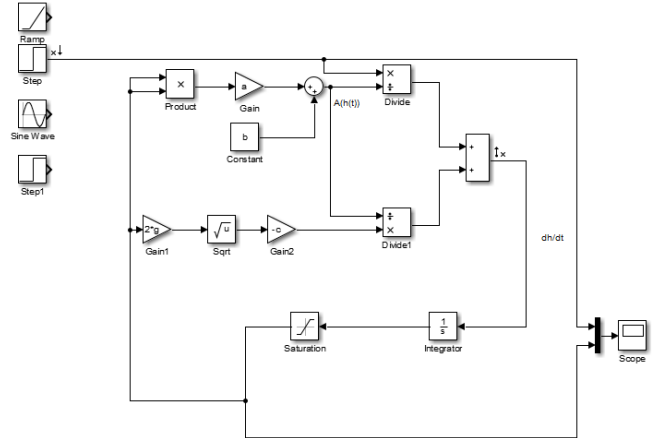 Ramp
Step
×
Product
a
Gain
A(h(t))
×
÷
Divide
b
Constant
+
+
+
+
Sine Wave
Step1
2*g
Gain1
√u
Sqrt
-c
Gain2
÷
×
Divide1
dh/dt
Saturation
1
s
Integrator
Scope